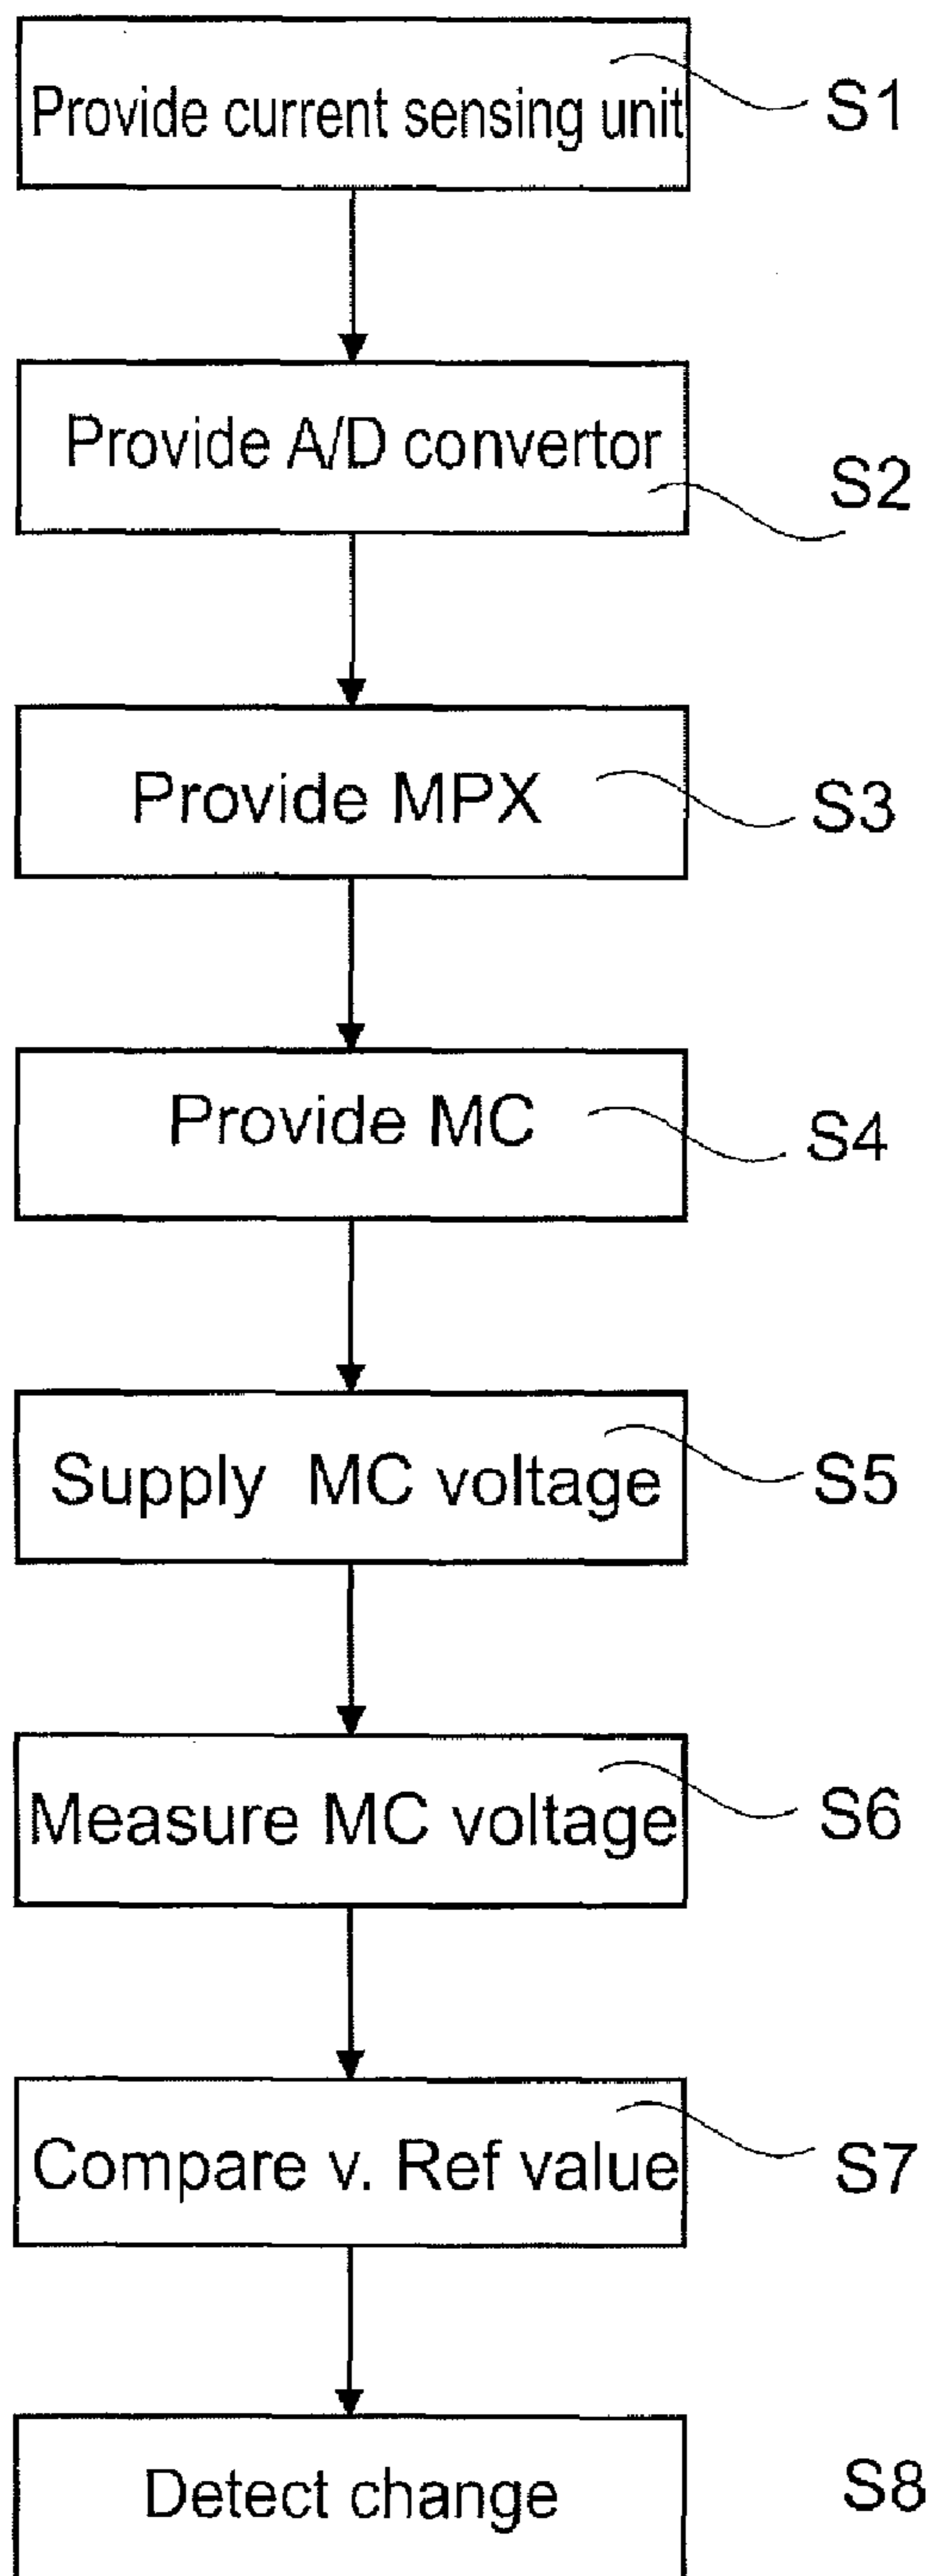 Provide current sensing unit
S1
Provide A/D convertor
S2
Provide MPX
S3
Provide MC
S4
Supply MC voltage
S5
Measure MC voltage
S6
Compare v. Ref value
S7
Detect change
S8